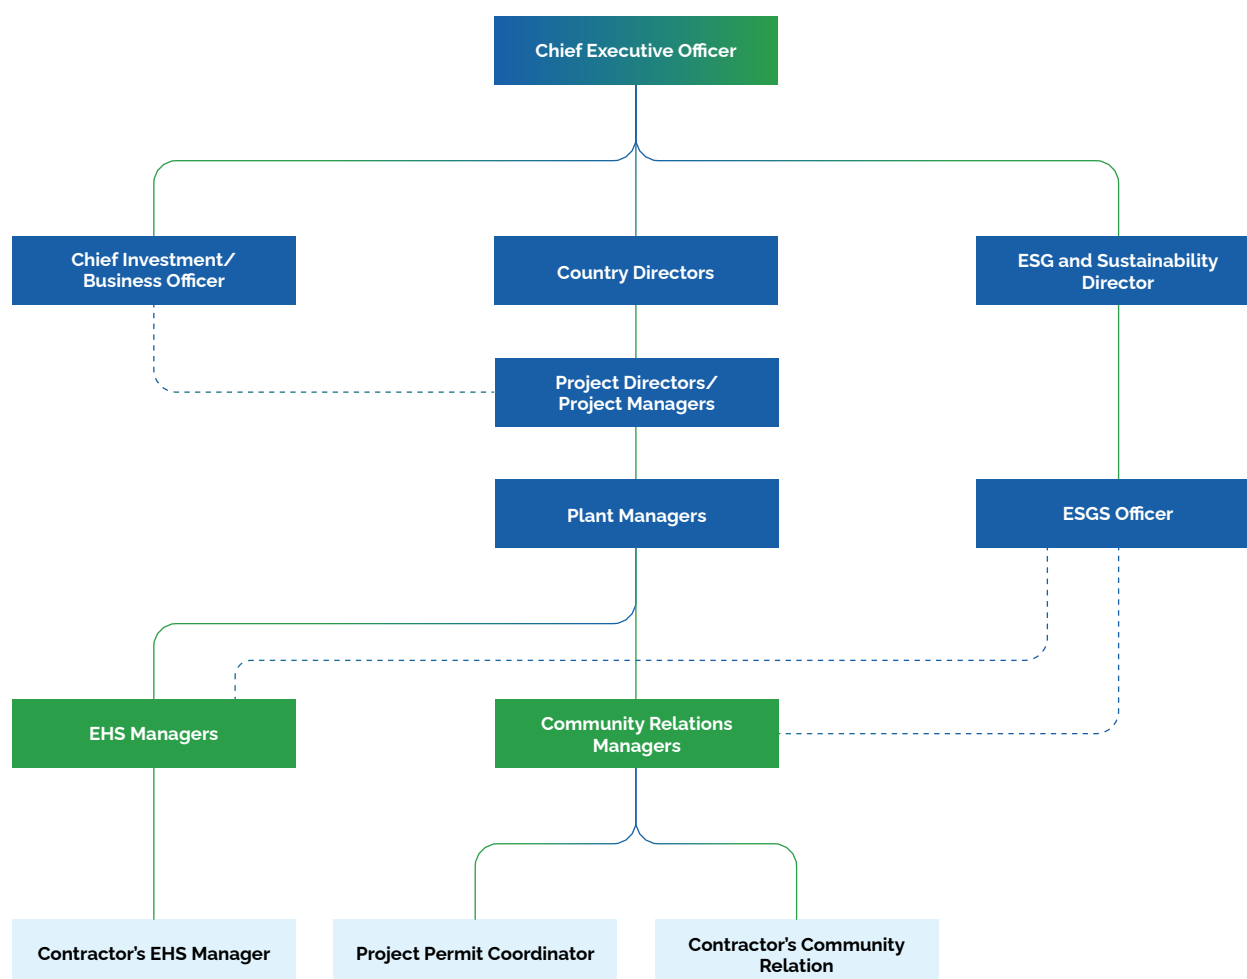 Chief Executive Officer
Chief Investment/
Business Officer
Country Directors
ESG and Sustainability
Director
Project Directors/
Project Managers
Plant Managers
ESGS Officer
EHS Managers
Community Relations
Managers
Contractor’s EHS Manager
Project Permit Coordinator
Contractor’s Community
Relation